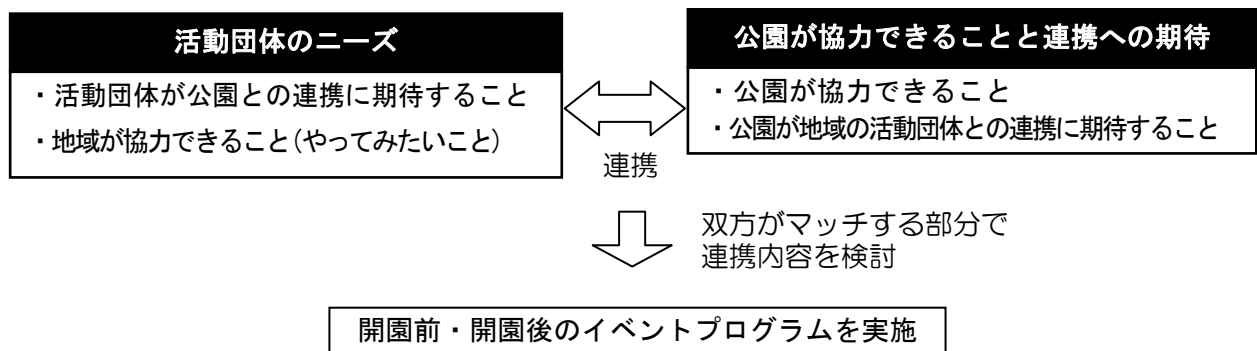 活動団体のニーズ
・活動団体が公園との連携に期待すること
・地域が協力できること(やってみたいこと)
公園が協力できることと連携への期待
・公園が協力できること
・公園が地域の活動団体との連携に期待すること
連携
双方がマッチする部分で
連携内容を検討
開園前・開園後のイベントプログラムを実施